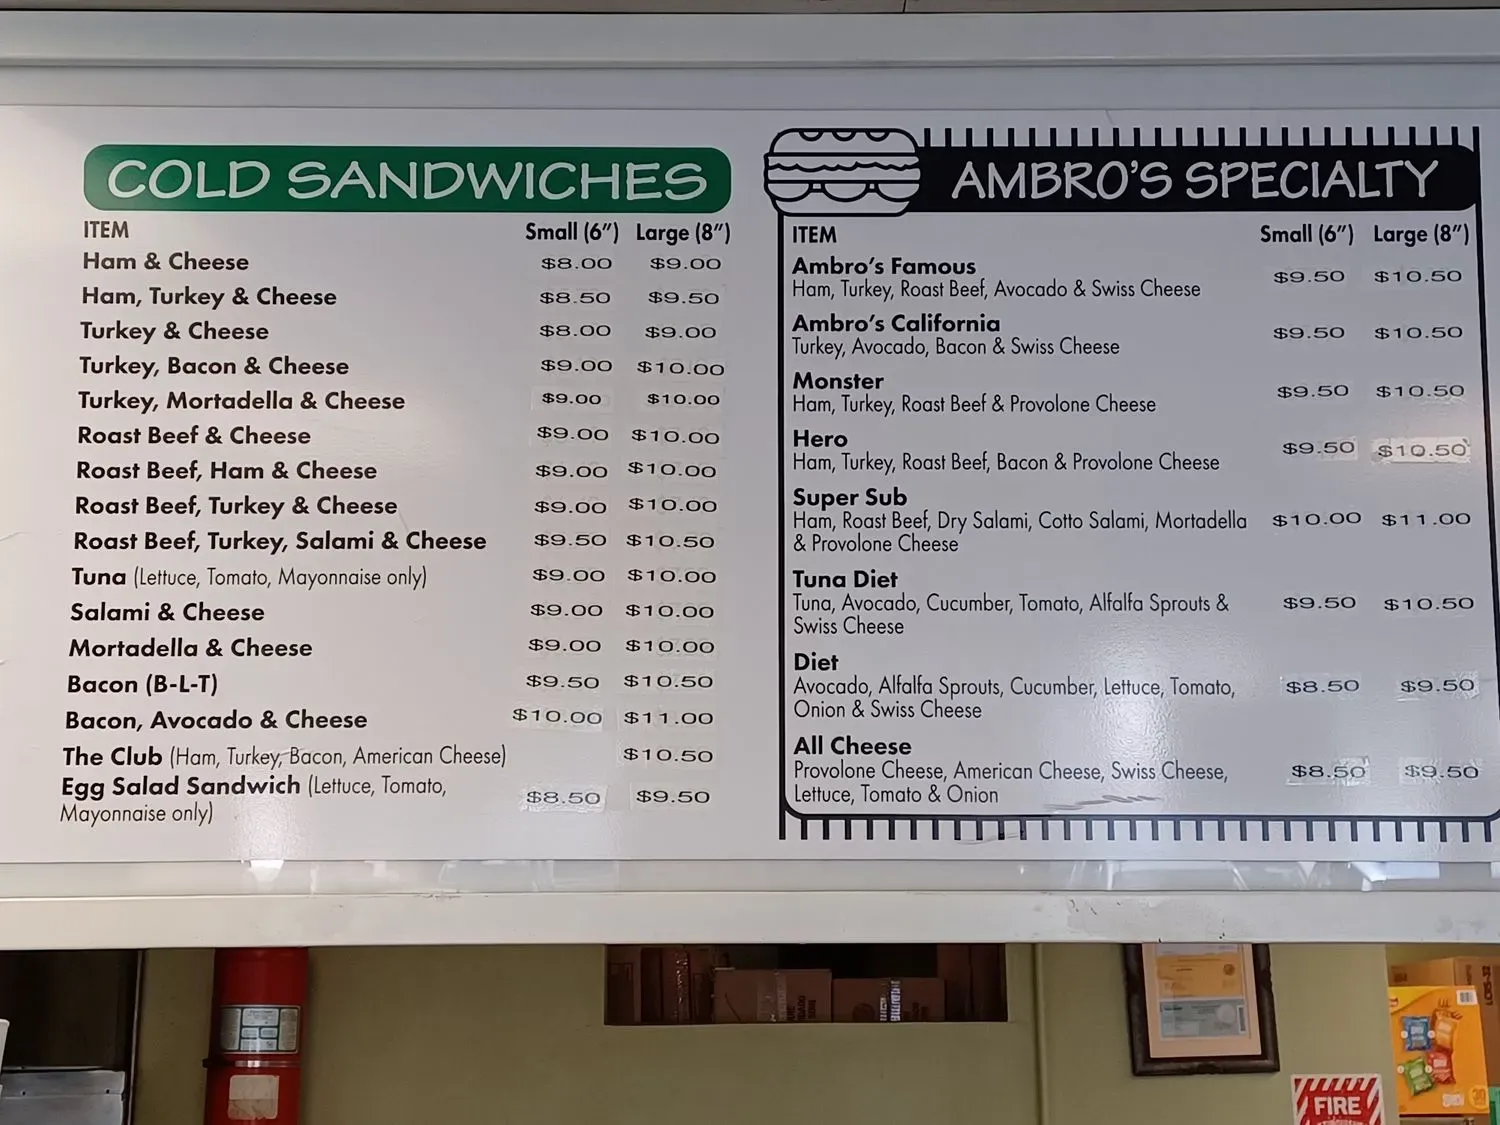 COLD SANDWICHES
ITEM Small (6") Large (8")
Ham & Cheese $8.00 $9.00
Ham, Turkey & Cheese $8.50 $9.50
Turkey & Cheese $8.00 $9.00
Turkey, Bacon & Cheese $9.00 $10.00
Turkey, Mortadella & Cheese $9.00 $10.00
Roast Beef & Cheese $9.00 $10.00
Roast Beef, Ham & Cheese $9.00 $10.00
Roast Beef, Turkey & Cheese $9.00 $10.00
Roast Beef, Turkey, Salami & Cheese $9.50 $10.50
Tuna (Lettuce, Tomato, Mayonnaise only) $9.00 $10.00
Salami & Cheese $9.00 $10.00
Mortadella & Cheese $9.00 $10.00
Bacon (B-L-T) $9.50 $10.50
Bacon, Avocado & Cheese $10.00 $11.00
The Club (Ham, Turkey, Bacon, American Cheese) $10.50
Egg Salad Sandwich (Lettuce, Tomato,
Mayonnaise only) $8.50 $9.50
AMBRO'S SPECIALTY
ITEM Small (6") Large (8")
Ambro's Famous $9.50 $10.50
Ham, Turkey, Roast Beef, Avocado & Swiss Cheese
Ambro's California $9.50 $10.50
Turkey, Avocado, Bacon & Swiss Cheese
Monster $9.50 $10.50
Ham, Turkey, Roast Beef & Provolone Cheese
Hero $9.50 $10.50
Ham, Turkey, Roast Beef, Bacon & Provolone Cheese
Super Sub
Ham, Roast Beef, Dry Salami, Cotto Salami, Mortadella $10.00 $11.00
& Provolone Cheese
Tuna Diet
Tuna, Avocado, Cucumber, Tomato, Alfalfa Sprouts & $9.50 $10.50
Swiss Cheese
Diet
Avocado, Alfalfa Sprouts, Cucumber, Lettuce, Tomato, $8.50 $9.50
Onion & Swiss Cheese
All Cheese
Provolone Cheese, American Cheese, Swiss Cheese, $8.50 $9.50
Lettuce, Tomato & Onion
FIRE